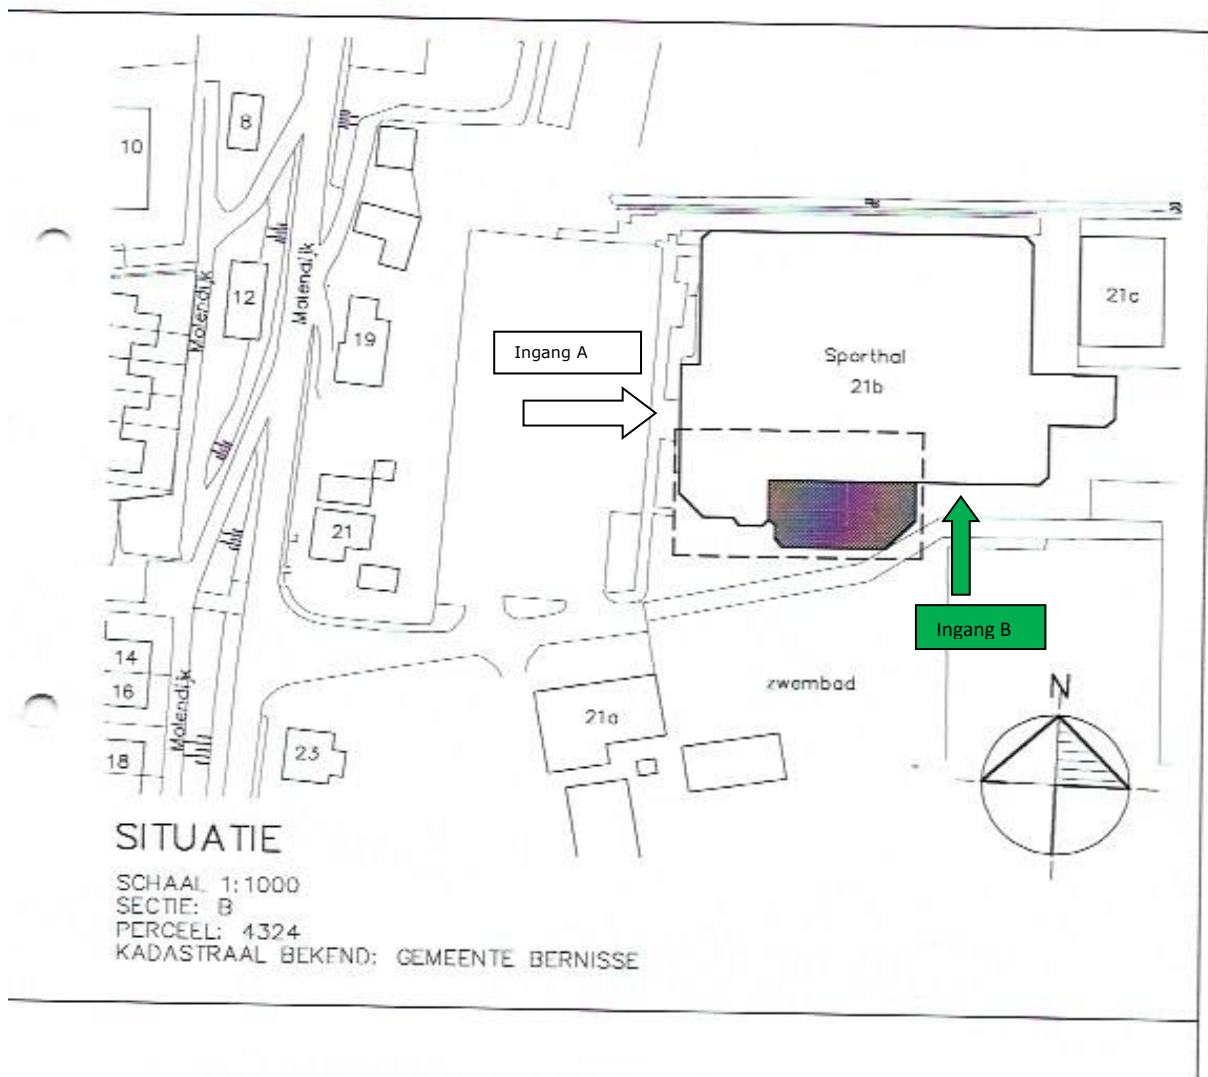 8
10
Molendijk
Molendijk
12
19
21c
Ingang A
Sporthal
21b
21
Ingang B
14
16
Molendijk
zwembad
N
21a
18
23
SITUATIE
SCHAAL 1:1000
SECTIE: B
PERCEEL: 4324
KADASTRAAL BEKEND: GEMEENTE BERNISSE